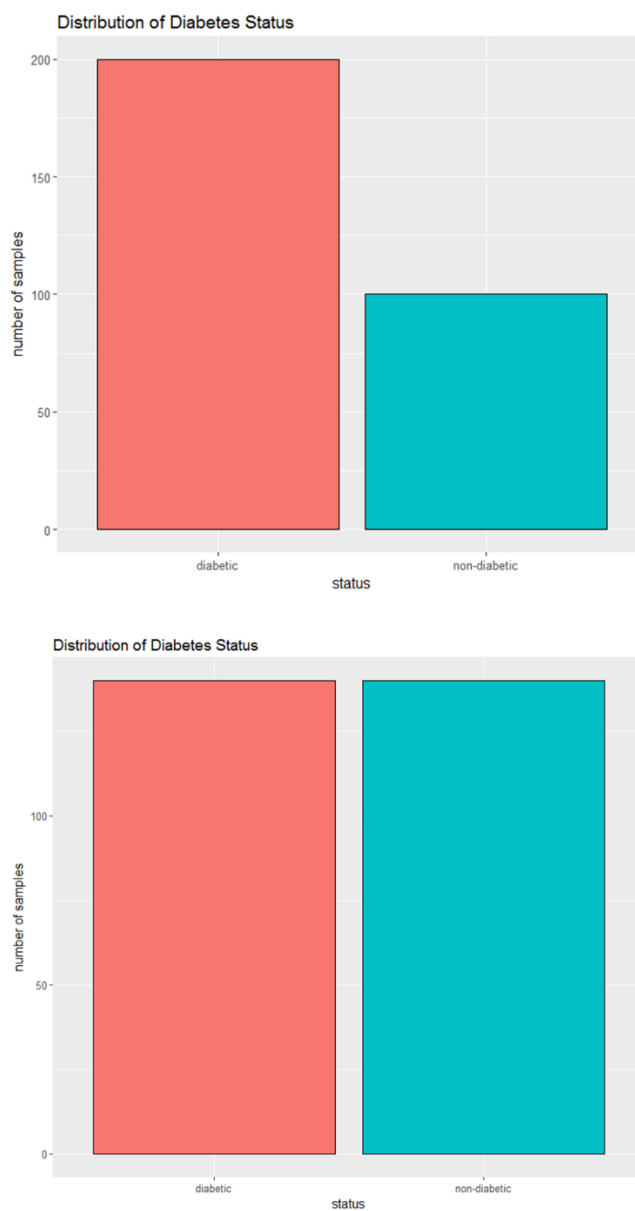 Distribution of Diabetes Status
200
150
100
50
0
number of samples
diabetic non-diabetic
status
Distribution of Diabetes Status
100
50
0
number of samples
diabetic non-diabetic
status